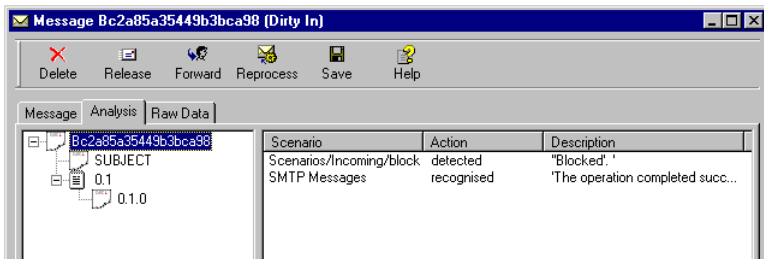 Message Bc2a85a35449b3bca98 (Dirty In)
Delete Release Forward Reprocess Save Help
Message Analysis Raw Data
Bc2a85a35449b3bca98
SUBJECT
0.1
0.1.0
Scenario Action Description
Scenarios/Incoming/block detected "Blocked'. '
SMTP Messages recognised 'The operation completed succ...